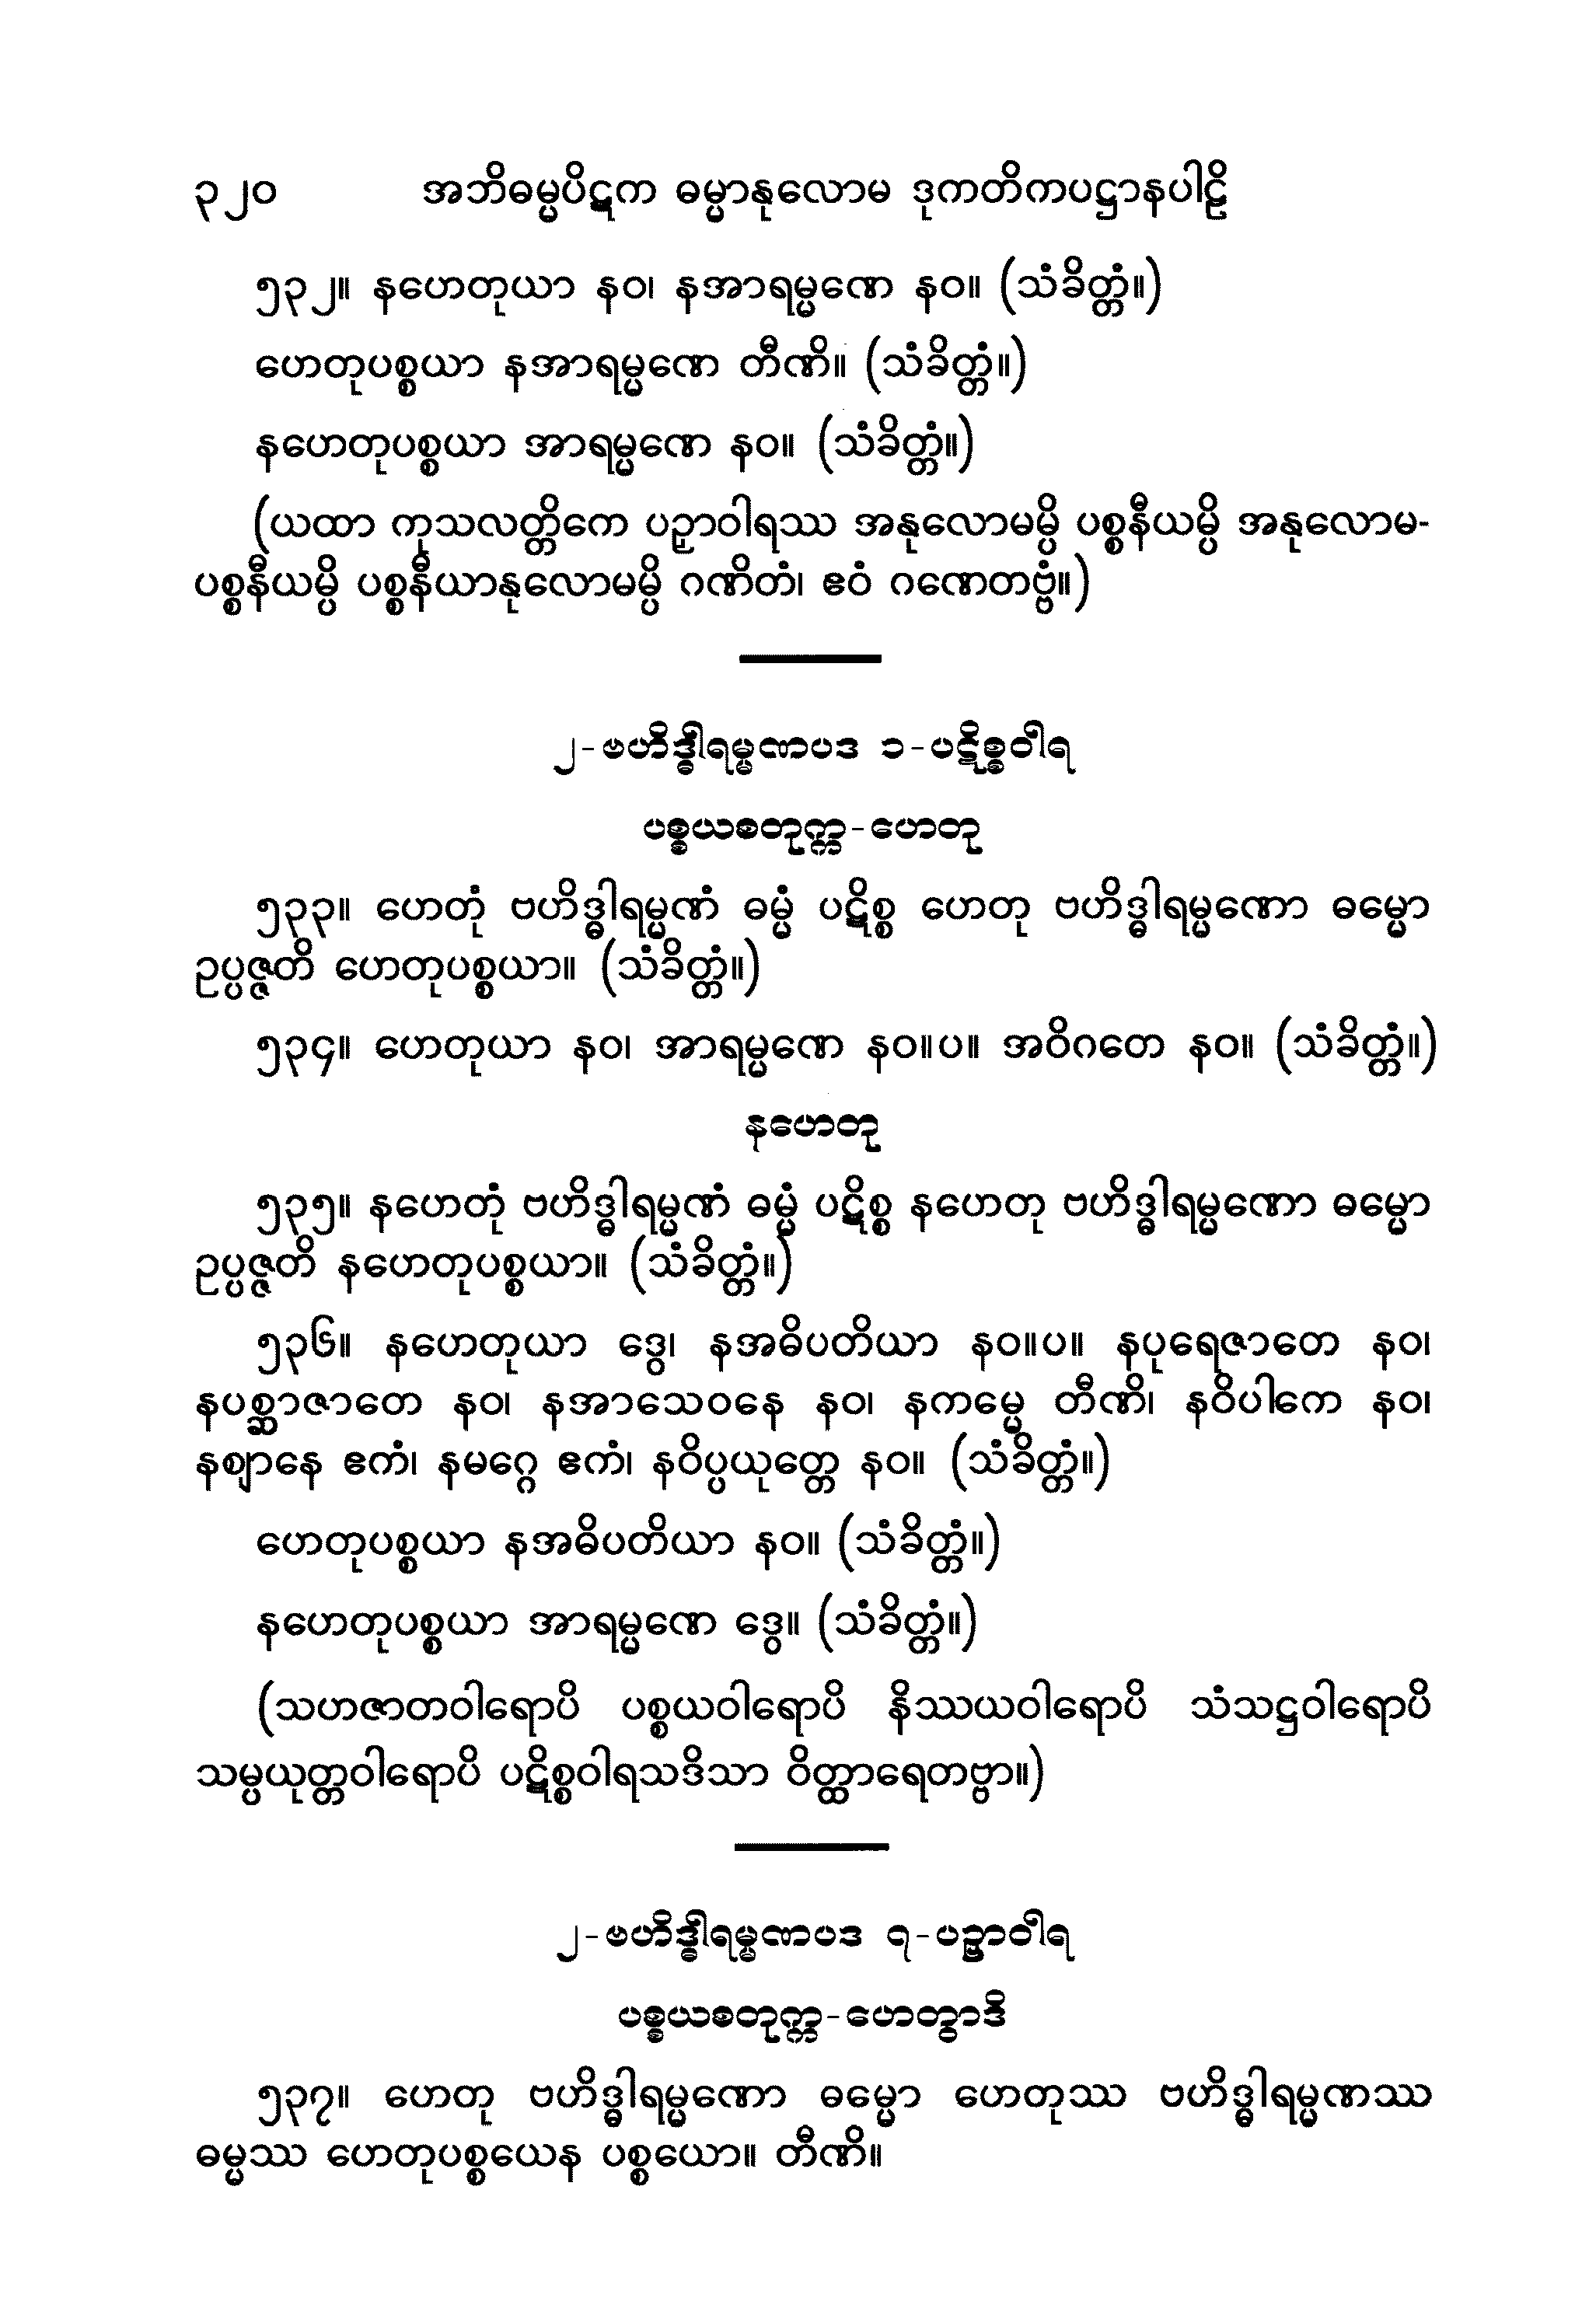 ၃၂၀ အဘိဓမ္မပိဋက ဓမ္မာနုလောမ ဒုကတိကပဋ္ဌာနပါဠိ
၅၃၂။ နဟေတုယာ နဝ၊ နအာရမ္မဏေ နဝ။ (သံခိတ္တံ။)
ဟေတုပစ္စယာ နအာရမ္မဏေ တီဏိ။ (သံခိတ္တံ။)
နဟေတုပစ္စယာ အာရမ္မဏေ နဝ။ (သံခိတ္တံ။)
(ယထာ ကုသလတ္တိကေ ပဉှာဝါရဿ အနုလောမမ္ပိ ပစ္စနီယမ္ပိ အနုလောမ-
ပစ္စနီယမ္ပိ ပစ္စနီယာနုလောမမ္ပိ ဂဏိတံ၊ ဧဝံ ဂဏေတဗ္ဗံ။)
၂-ဗဟိဒ္ဓါရမ္မဏပဒ ၁-ပဋိစ္စဝါရ
ပစ္စယစတုက္က-ဟေတု
၅၃၃။ ဟေတုံ ဗဟိဒ္ဓါရမ္မဏံ ဓမ္မံ ပဋိစ္စ ဟေတု ဗဟိဒ္ဓါရမ္မဏော ဓမ္မော
ဥပ္ပဇ္ဇတိ ဟေတုပစ္စယာ။ (သံခိတ္တံ။)
၅၃၄။ ဟေတုယာ နဝ၊ အာရမ္မဏေ နဝ။ပ။ အဝိဂတေ နဝ။ (သံခိတ္တံ။)
နဟေတု
၅၃၅။ နဟေတုံ ဗဟိဒ္ဓါရမ္မဏံ ဓမ္မံ ပဋိစ္စ နဟေတု ဗဟိဒ္ဓါရမ္မဏော ဓမ္မော
ဥပ္ပဇ္ဇတိ နဟေတုပစ္စယာ။ (သံခိတ္တံ။)
၅၃၆။ နဟေတုယာ ဒွေ၊ နအဓိပတိယာ နဝ။ပ။ နပုရေဇာတေ နဝ၊
နပစ္ဆာဇာတေ နဝ၊ နအာသေဝနေ နဝ၊ နကမ္မေ တီဏိ၊ နဝိပါကေ နဝ၊
နဈာနေ ဧကံ၊ နမဂ္ဂေ ဧကံ၊ နဝိပ္ပယုတ္တေ နဝ။ (သံခိတ္တံ။)
ဟေတုပစ္စယာ နအဓိပတိယာ နဝ။ (သံခိတ္တံ။)
နဟေတုပစ္စယာ အာရမ္မဏေ ဒွေ။ (သံခိတ္တံ။)
(သဟဇာတဝါရောပိ ပစ္စယဝါရောပိ နိဿယဝါရောပိ သံသဋ္ဌဝါရောပိ
သမ္ပယုတ္တဝါရောပိ ပဋိစ္စဝါရသဒိသာ ဝိတ္ထာရေတဗ္ဗာ။)
၂-ဗဟိဒ္ဓါရမ္မဏပဒ ၇-ပဉှာဝါရ
ပစ္စယစတုက္က-ဟေတွာဒိ
၅၃၇။ ဟေတု ဗဟိဒ္ဓါရမ္မဏော ဓမ္မော ဟေတုဿ ဗဟိဒ္ဓါရမ္မဏဿ
ဓမ္မဿ ဟေတုပစ္စယေန ပစ္စယော။ တီဏိ။